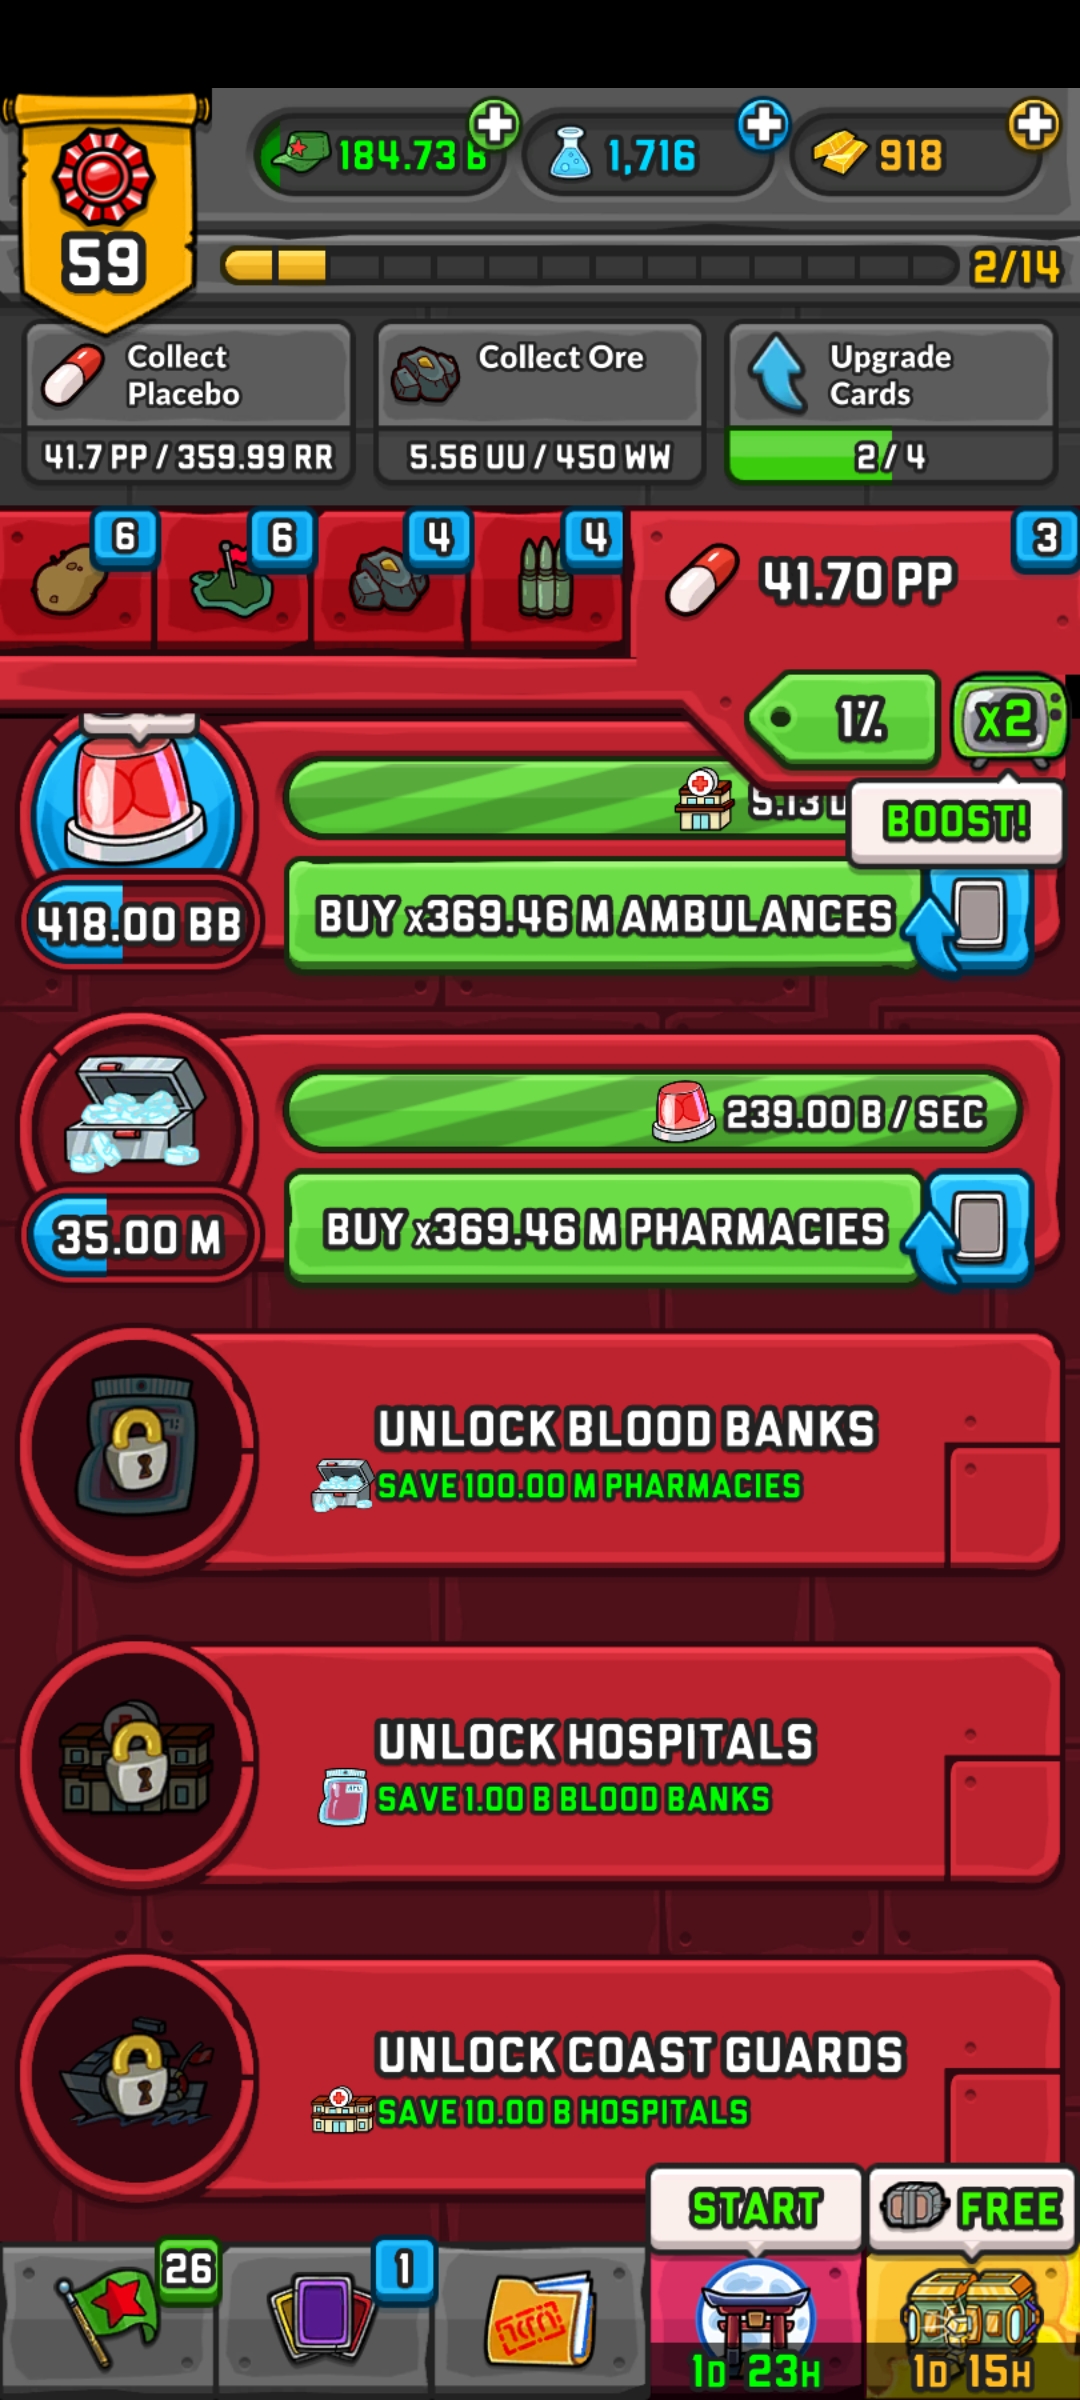 184.73 B
1,716
918
59
2/14
Collect
Placebo
41.7 PP / 359.99 RR
Collect Ore
5.56 UU / 450 WW
Upgrade
Cards
2 / 4
6
6
4
4
41.70 PP
3
1%
x2
BOOST!
5.13
418.00 BB
BUY x369.46 M AMBULANCES
239.00 B / SEC
35.00 M
BUY x369.46 M PHARMACIES
UNLOCK BLOOD BANKS
SAVE 100.00 M PHARMACIES
UNLOCK HOSPITALS
SAVE 1.00 B BLOOD BANKS
UNLOCK COAST GUARDS
SAVE 10.00 B HOSPITALS
START
FREE
26
1
1D 23H
1D 15H